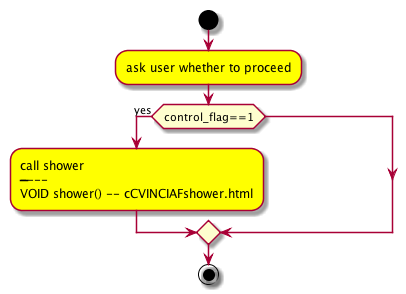 ask user whether to proceed
yes
control_flag==1
call shower
----
VOID shower() -- cCVINCIAFshower.html